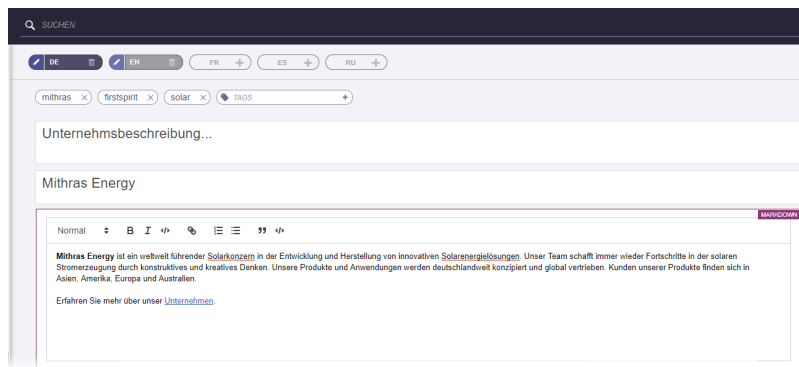 SUCHEN
DE EN FR ES RU
mithras firstspirit solar TAGS
Unternehmsbeschreibung...
Mithras Energy
MARKDOWN
Normal
Mithras Energy ist ein weltweit führender Solarkonzern in der Entwicklung und Herstellung von innovativen Solarenergielösungen. Unser Team schafft immer wieder Fortschritte in der solaren
Stromerzeugung durch konstruktives und kreatives Denken. Unsere Produkte und Anwendungen werden deutschlandweit konzipiert und global vertrieben. Kunden unserer Produkte finden sich in
Asien, Amerika, Europa und Australien.
Erfahren Sie mehr über unser Unternehmen.